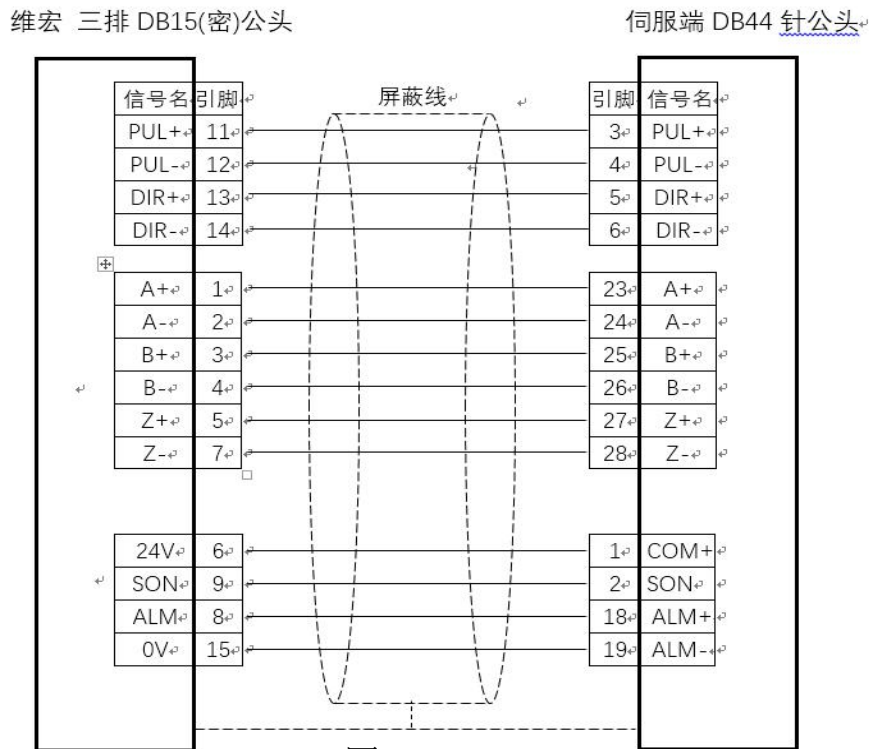 维宏 三排 DB15(密)公头 伺服端 DB44 针公头
信号名 引脚 屏蔽线 引脚 信号名
PUL+ 11 3 PUL+
PUL- 12 4 PUL-
DIR+ 13 5 DIR+
DIR- 14 6 DIR-
A+ 1 23 A+
A- 2 24 A-
B+ 3 25 B+
B- 4 26 B-
Z+ 5 27 Z+
Z- 7 28 Z-
24V 6 1 COM+
SON 9 2 SON
ALM 8 18 ALM+
0V 15 19 ALM-